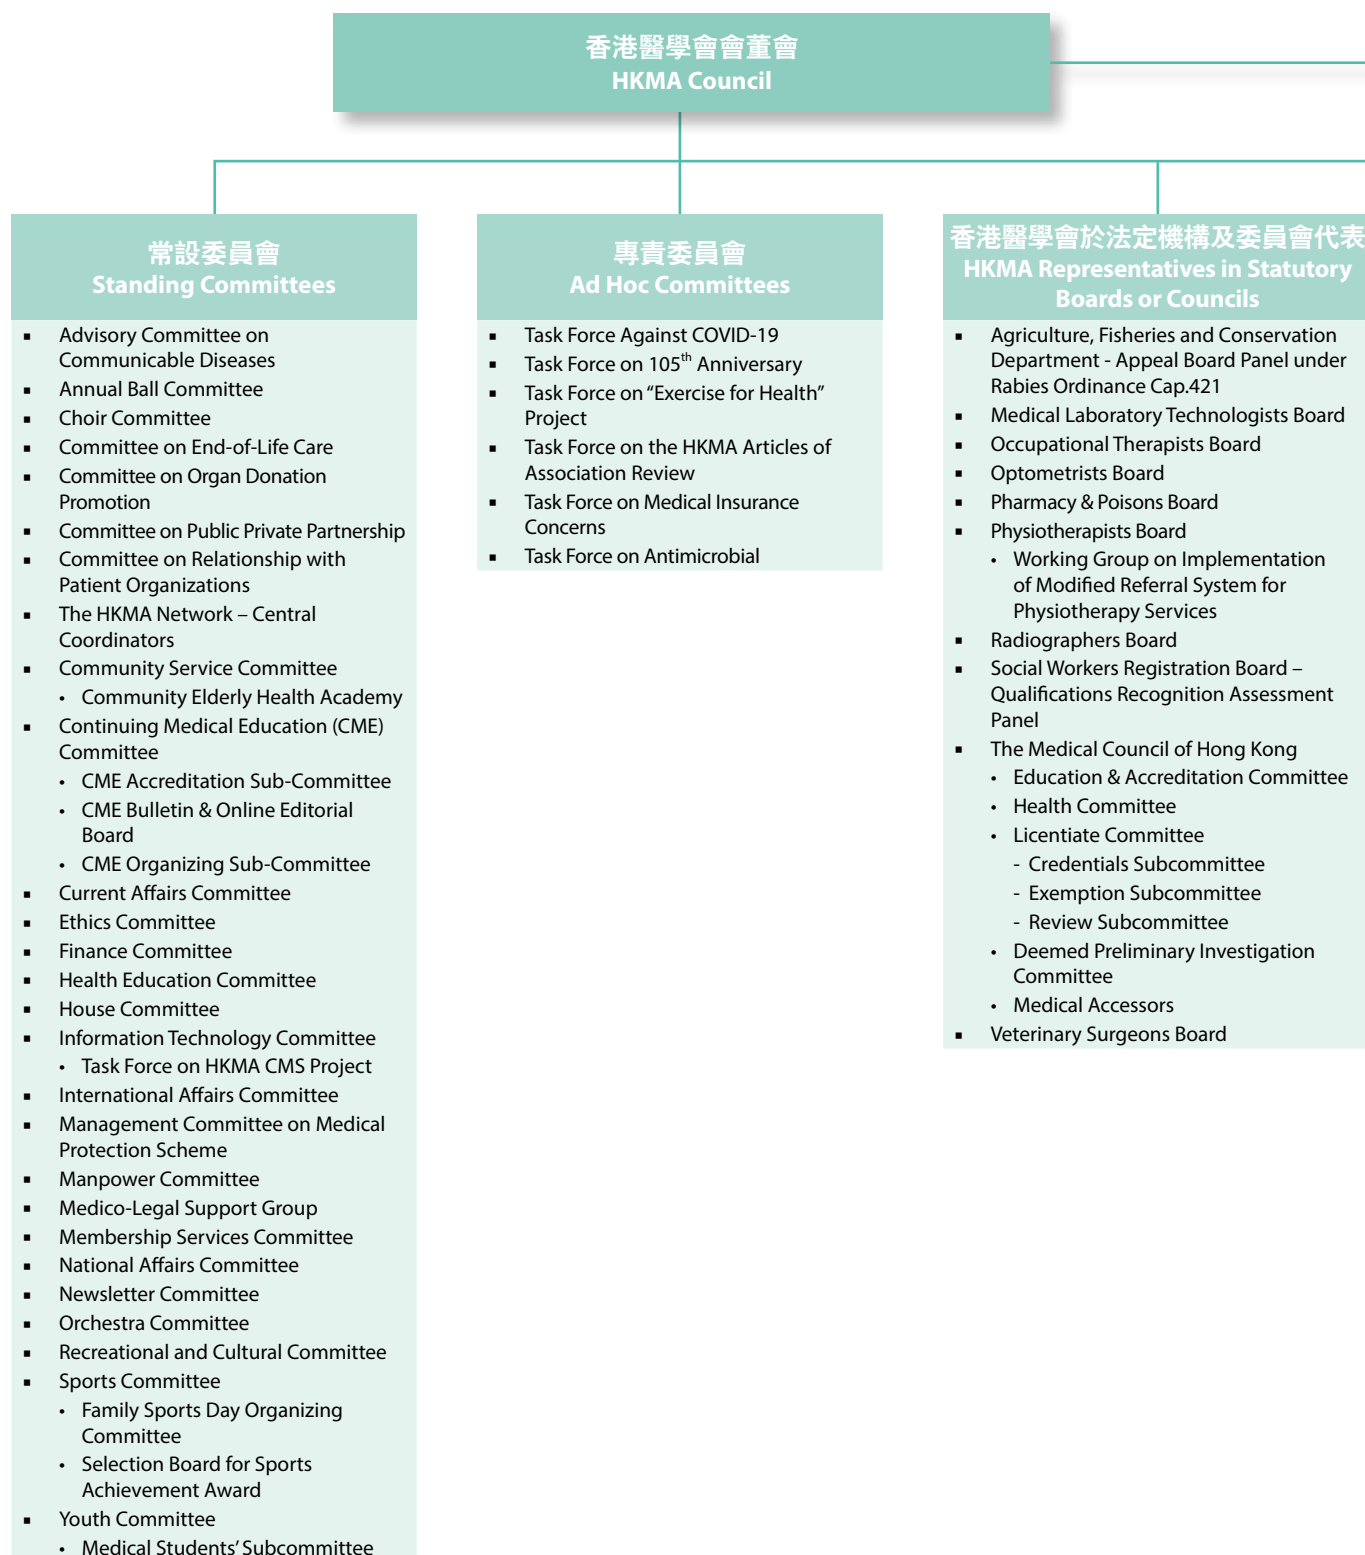 香港醫學會會董會
HKMA Council
常設委員會
Standing Committees
▪ Advisory Committee on
Communicable Diseases
▪ Annual Ball Committee
▪ Choir Committee
▪ Committee on End-of-Life Care
▪ Committee on Organ Donation
Promotion
▪ Committee on Public Private Partnership
▪ Committee on Relationship with
Patient Organizations
▪ The HKMA Network – Central
Coordinators
▪ Community Service Committee
• Community Elderly Health Academy
▪ Continuing Medical Education (CME)
Committee
• CME Accreditation Sub-Committee
• CME Bulletin & Online Editorial
Board
• CME Organizing Sub-Committee
▪ Current Affairs Committee
▪ Ethics Committee
▪ Finance Committee
▪ Health Education Committee
▪ House Committee
▪ Information Technology Committee
• Task Force on HKMA CMS Project
▪ International Affairs Committee
▪ Management Committee on Medical
Protection Scheme
▪ Manpower Committee
▪ Medico-Legal Support Group
▪ Membership Services Committee
▪ National Affairs Committee
▪ Newsletter Committee
▪ Orchestra Committee
▪ Recreational and Cultural Committee
▪ Sports Committee
• Family Sports Day Organizing
Committee
• Selection Board for Sports
Achievement Award
▪ Youth Committee
• Medical Students' Subcommittee
專責委員會
Ad Hoc Committees
▪ Task Force Against COVID-19
▪ Task Force on 105th Anniversary
▪ Task Force on "Exercise for Health"
Project
▪ Task Force on the HKMA Articles of
Association Review
▪ Task Force on Medical Insurance
Concerns
▪ Task Force on Antimicrobial
香港醫學會於法定機構及委員會代表
HKMA Representatives in Statutory
Boards or Councils
▪ Agriculture, Fisheries and Conservation
Department - Appeal Board Panel under
Rabies Ordinance Cap.421
▪ Medical Laboratory Technologists Board
▪ Occupational Therapists Board
▪ Optometrists Board
▪ Pharmacy & Poisons Board
▪ Physiotherapists Board
• Working Group on Implementation
of Modified Referral System for
Physiotherapy Services
▪ Radiographers Board
▪ Social Workers Registration Board –
Qualifications Recognition Assessment
Panel
▪ The Medical Council of Hong Kong
• Education & Accreditation Committee
• Health Committee
• Licentiate Committee
- Credentials Subcommittee
- Exemption Subcommittee
- Review Subcommittee
• Deemed Preliminary Investigation
Committee
• Medical Accessors
▪ Veterinary Surgeons Board